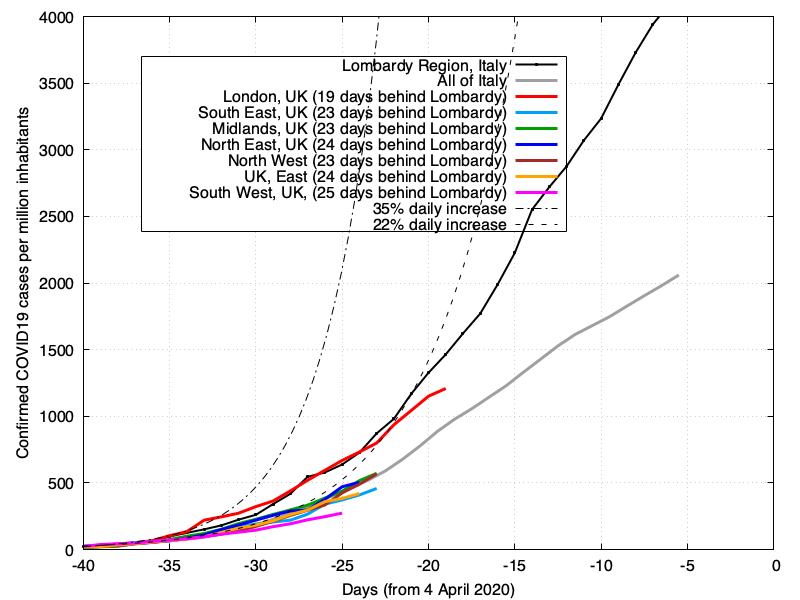 4000
3500
3000
2500
2000
1500
1000
500
0
Confirmed COVID19 cases per million inhabitants
Lombardy Region, Italy
All of Italy
London, UK (19 days behind Lombardy)
South East, UK (23 days behind Lombardy)
Midlands, UK (23 days behind Lombardy)
North East, UK (24 days behind Lombardy)
North West (23 days behind Lombardy)
UK, East (24 days behind Lombardy)
South West, UK, (25 days behind Lombardy)
35% daily increase
22% daily increase
-40 -35 -30 -25 -20 -15 -10 -5 0
Days (from 4 April 2020)